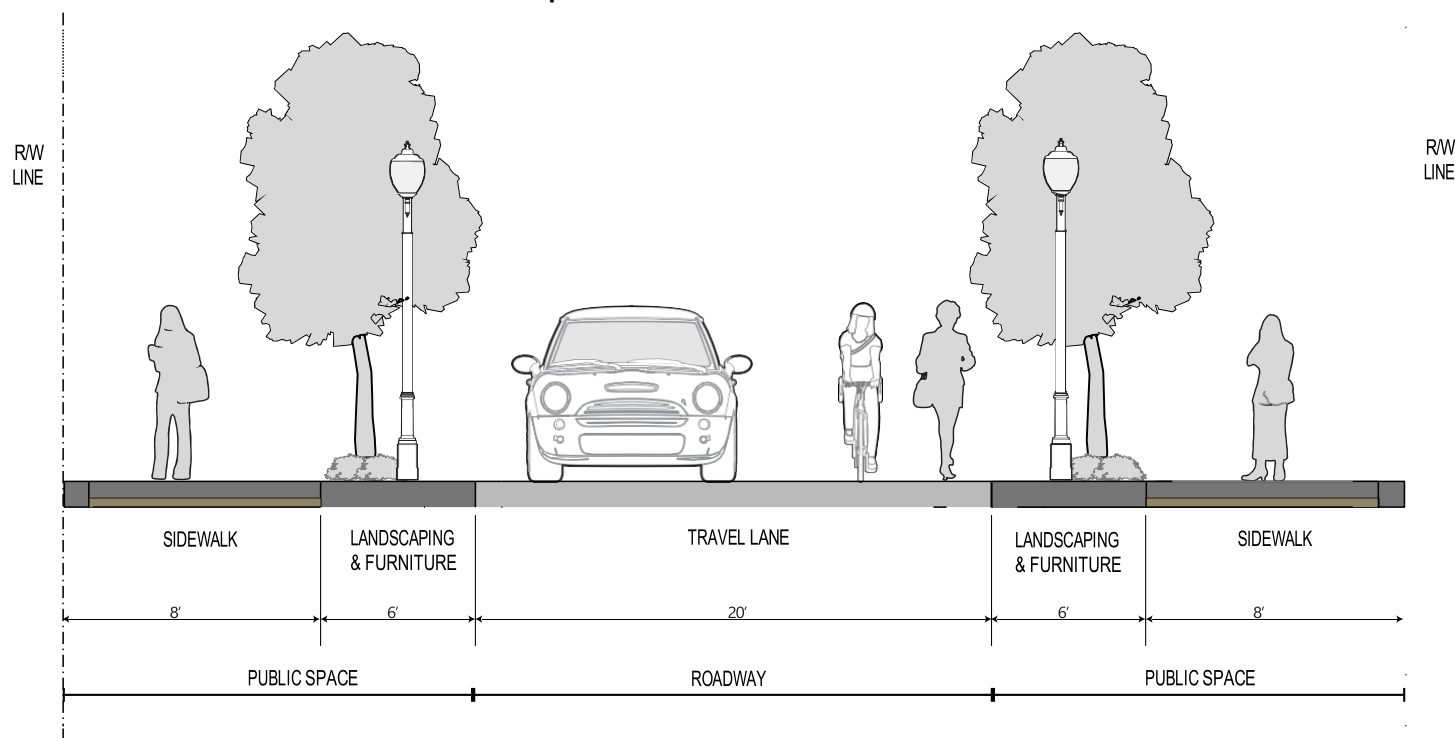 R/W
LINE
R/W
LINE
SIDEWALK
LANDSCAPING
& FURNITURE
TRAVEL LANE
LANDSCAPING
& FURNITURE
SIDEWALK
8′
6′
20′
6′
8′
PUBLIC SPACE
ROADWAY
PUBLIC SPACE